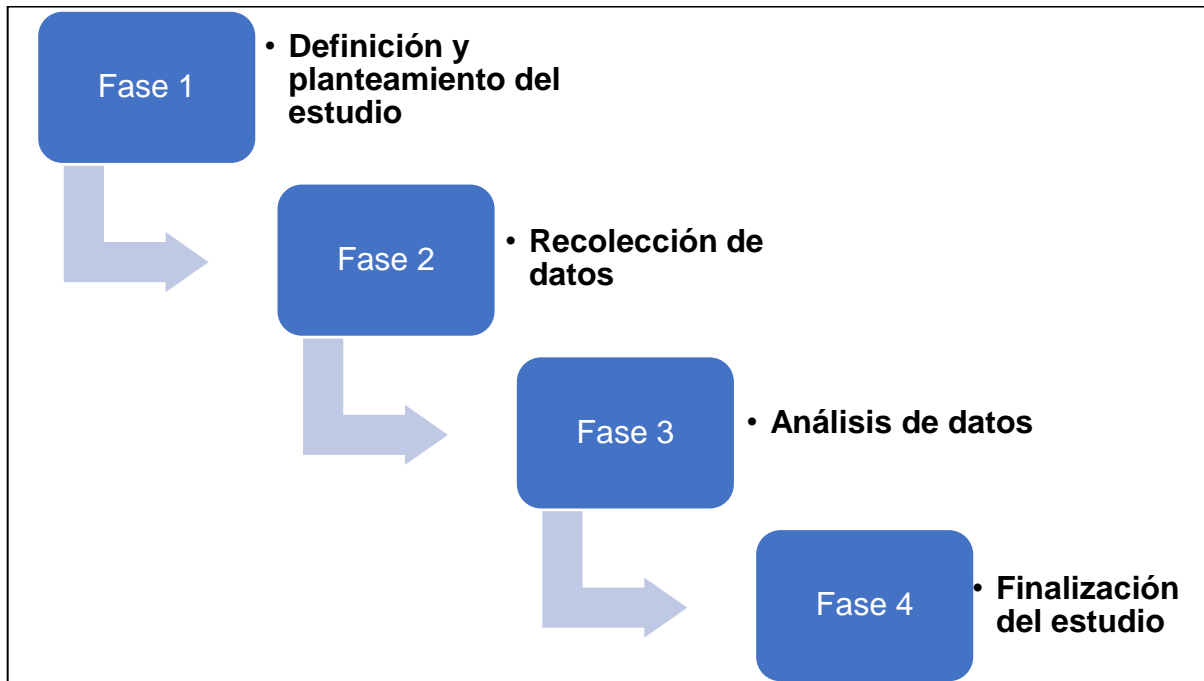 Fase 1
• Definición y
planteamiento del
estudio
Fase 2
• Recolección de
datos
Fase 3
• Análisis de datos
Fase 4
• Finalización
del estudio